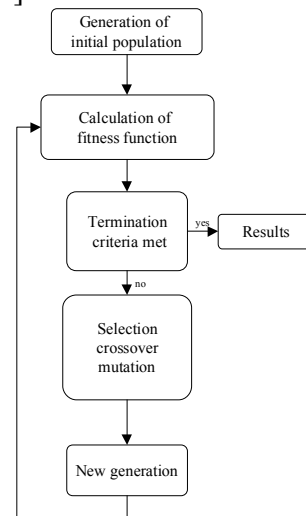 ]
Generation of
initial population
Calculation of
fitness function
Termination
criteria met
yes
Results
no
Selection
crossover
mutation
New generation